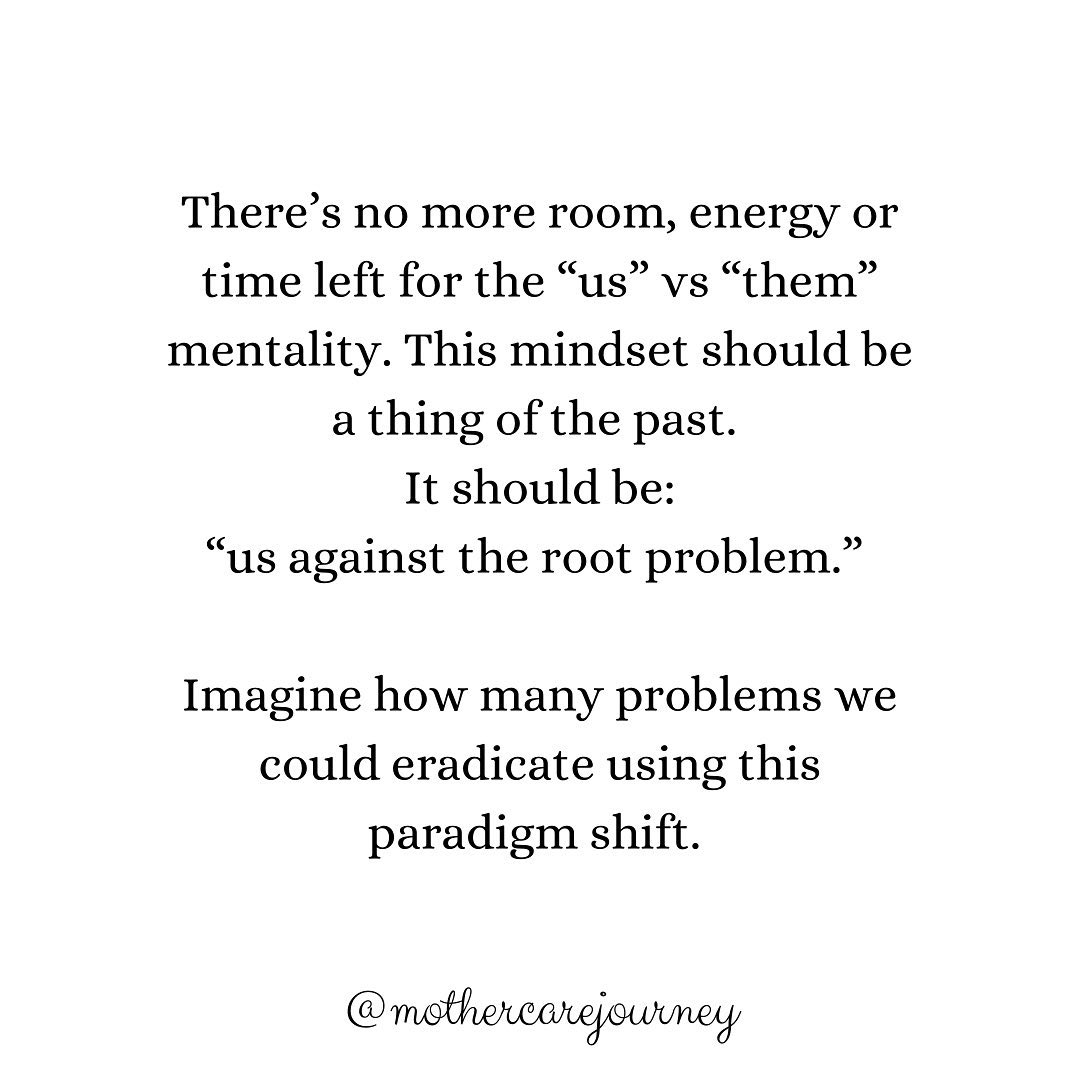 There’s no more room, energy or
time left for the “us” vs “them”
mentality. This mindset should be
a thing of the past.
It should be:
“us against the root problem.”
Imagine how many problems we
could eradicate using this
paradigm shift.
@mothercarejourney